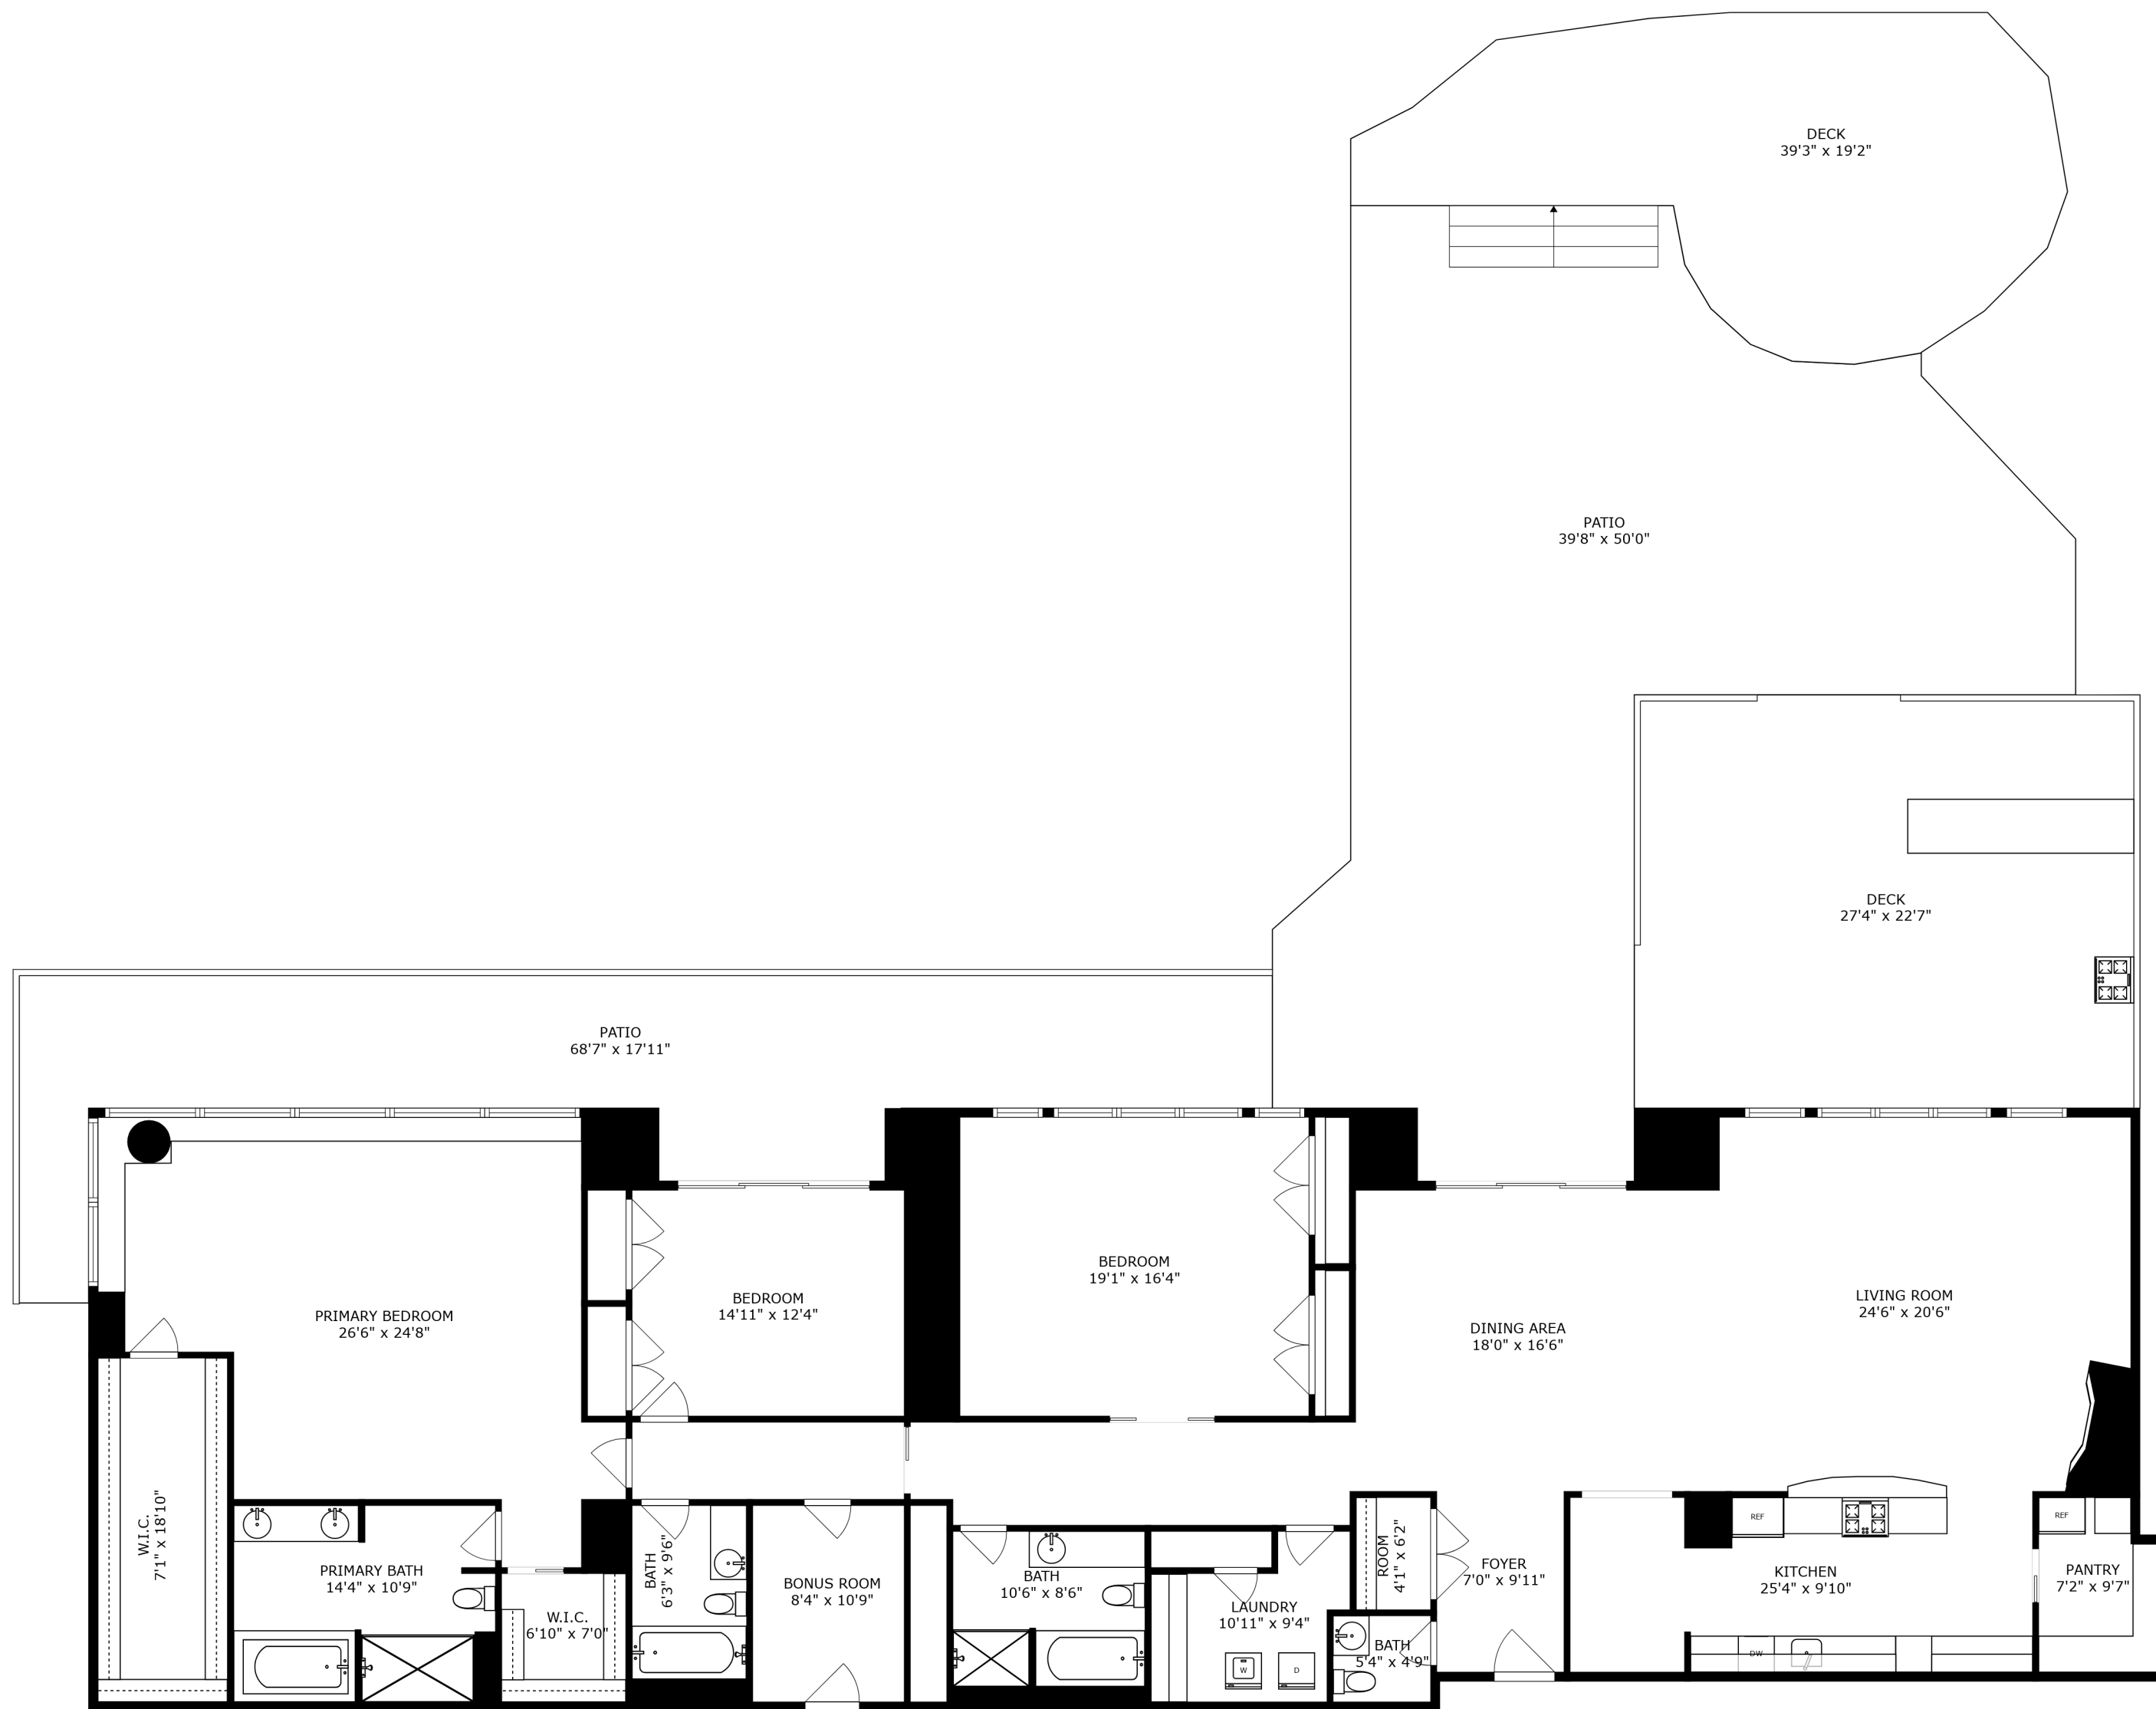 DECK
39'3" x 19'2"
PATIO
39'8" x 50'0"
DECK
27'4" x 22'7"
PATIO
68'7" x 17'11"
PRIMARY BEDROOM
26'6" x 24'8"
BEDROOM
14'11" x 12'4"
BEDROOM
19'1" x 16'4"
DINING AREA
18'0" x 16'6"
LIVING ROOM
24'6" x 20'6"
W.I.C.
7'1" x 18'10"
PRIMARY BATH
14'4" x 10'9"
W.I.C.
6'10" x 7'0"
BATH
6'3" x 9'6"
BONUS ROOM
8'4" x 10'9"
BATH
10'6" x 8'6"
LAUNDRY
10'11" x 9'4"
W
D
ROOM
4'1" x 6'2"
BATH
5'4" x 4'9"
FOYER
7'0" x 9'11"
REF
KITCHEN
25'4" x 9'10"
DW
REF
PANTRY
7'2" x 9'7"